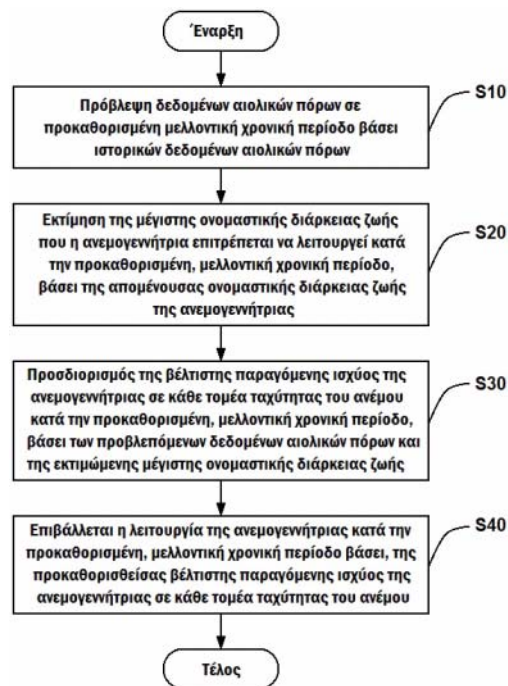 Έναρξη
Πρόβλεψη δεδομένων αιολικών πόρων σε
προκαθορισμένη μελλοντική χρονική περίοδο βάσει
ιστορικών δεδομένων αιολικών πόρων
S10
Εκτίμηση της μέγιστης ονομαστικής διάρκειας ζωής
που η ανεμογεννήτρια επιτρέπεται να λειτουργεί κατά
την προκαθορισμένη, μελλοντική χρονική περίοδο,
βάσει της απομένουσας ονομαστικής διάρκειας ζωής
της ανεμογεννήτριας
S20
Προσδιορισμός της βέλτιστης παραγόμενης ισχύος της
ανεμογεννήτριας σε κάθε τομέα ταχύτητας του ανέμου
κατά την προκαθορισμένη, μελλοντική χρονική περίοδο,
βάσει των προβλεπόμενων δεδομένων αιολικών πόρων και
της εκτιμώμενης μέγιστης ονομαστικής διάρκειας ζωής
S30
Επιβάλλεται η λειτουργία της ανεμογεννήτριας κατά την
προκαθορισμένη, μελλοντική χρονική περίοδο βάσει, της
προκαθορισθείσας βέλτιστης παραγόμενης ισχύος της
ανεμογεννήτριας σε κάθε τομέα ταχύτητας του ανέμου
S40
Τέλος